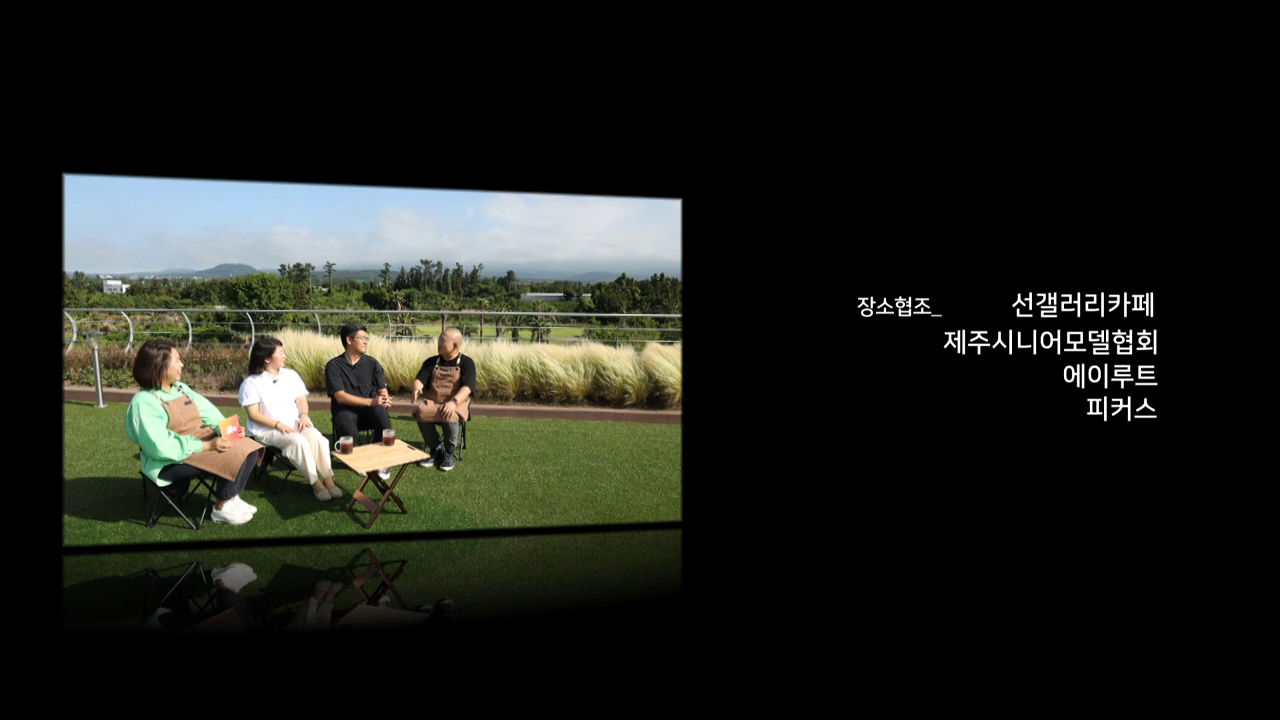 장소협조_ 선갤러리카페
제주시니어모델협회
에이루트
피커스